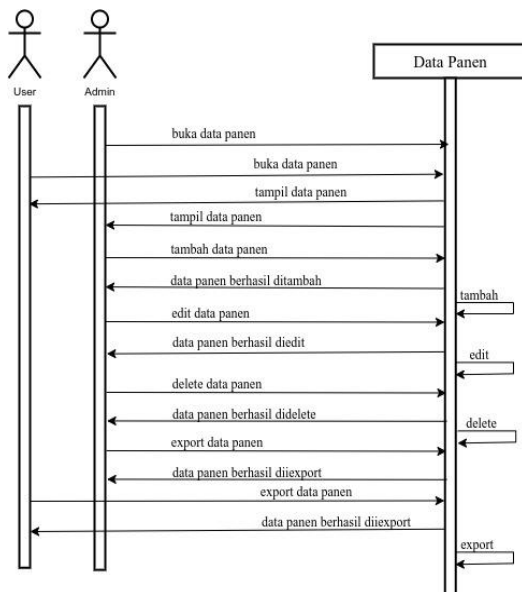 User
Admin
Data Panen
buka data panen
buka data panen
tampil data panen
tampil data panen
tambah data panen
data panen berhasil ditambah
tambah
edit data panen
data panen berhasil diedit
edit
delete data panen
data panen berhasil didelete
delete
export data panen
data panen berhasil diiexport
export data panen
data panen berhasil diiexport
export